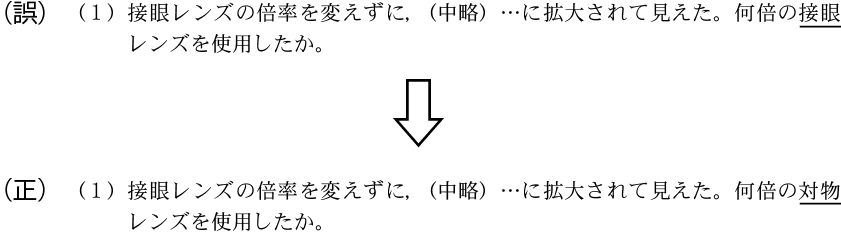 （誤）　（１）接眼レンズの倍率を変えずに，（中略）…に拡大されて見えた。何倍の接眼
レンズを使用したか。
（正）　（１）接眼レンズの倍率を変えずに，（中略）…に拡大されて見えた。何倍の対物
レンズを使用したか。